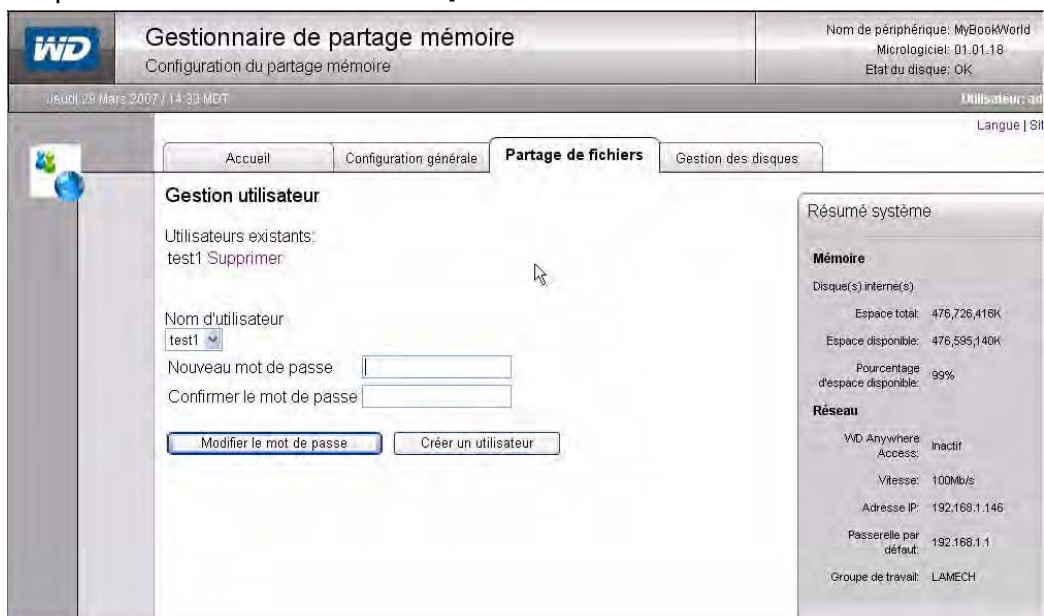 WD
Gestionnaire de partage mémoire
Configuration du partage mémoire
Nom de périphérique: MyBookWorld
Micrologiciel: 01.01.18
Etat du disque: OK
Jeudi 29 Mars 2007 / 14:33 MDT
Utilisateur: ad
Langue | Sit
Accueil
Configuration générale
Partage de fichiers
Gestion des disques
Gestion utilisateur
Utilisateurs existants:
test1 Supprimer
Nom d'utilisateur
test1
Nouveau mot de passe
Confirmer le mot de passe
Modifier le mot de passe
Créer un utilisateur
Résumé système
Mémoire
Disque(s) interne(s)
Espace total: 476,726,416K
Espace disponible: 476,595,140K
Pourcentage
d'espace disponible: 99%
Réseau
WD Anywhere
Access: Inactif
Vitesse: 100Mb/s
Adresse IP: 192.168.1.146
Passerelle par
défaut: 192.168.1.1
Groupe de travail: LAMECH